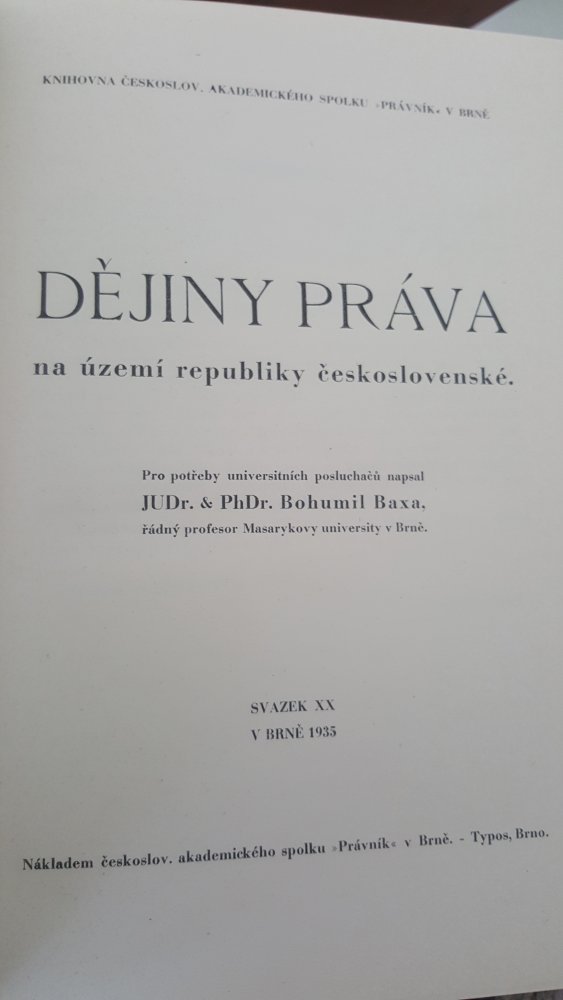 KNIHOVNA ČESKOSLOV. AKADEMICKÉHO SPOLKU »PRÁVNÍK« V BRNĚ
DĚJINY PRÁVA
na území republiky československé.
Pro potřeby universitních posluchačů napsal
JUDr. & PhDr. Bohumil Baxa,
řádný profesor Masarykovy university v Brně.
SVAZEK XX
V BRNĚ 1935
Nákladem českoslov. akademického spolku »Právník« v Brně. - Typos, Brno.